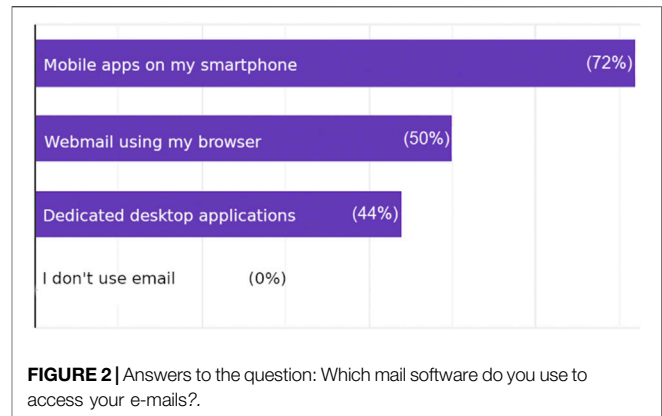 Mobile apps on my smartphone (72%)
Webmail using my browser (50%)
Dedicated desktop applications (44%)
I don't use email (0%)
FIGURE 2 | Answers to the question: Which mail software do you use to
access your e-mails?.